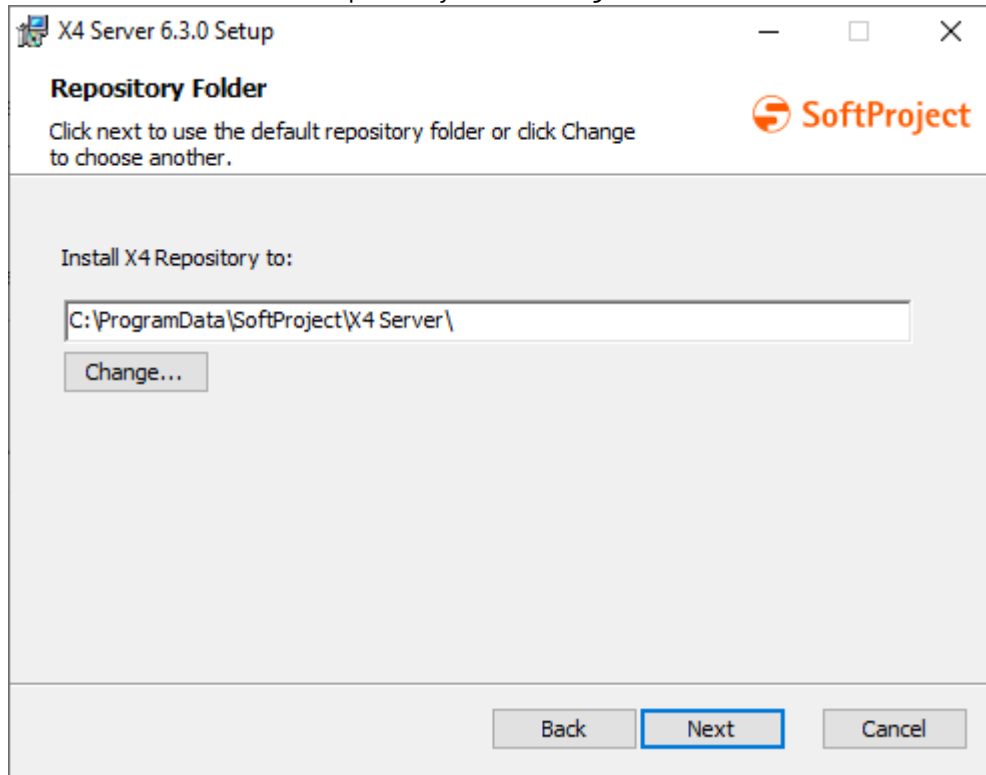 X4 Server 6.3.0 Setup
Repository Folder
Click next to use the default repository folder or click Change
to choose another.
SoftProject
Install X4 Repository to:
C:\ProgramData\SoftProject\X4 Server\
Change...
Back
Next
Cancel